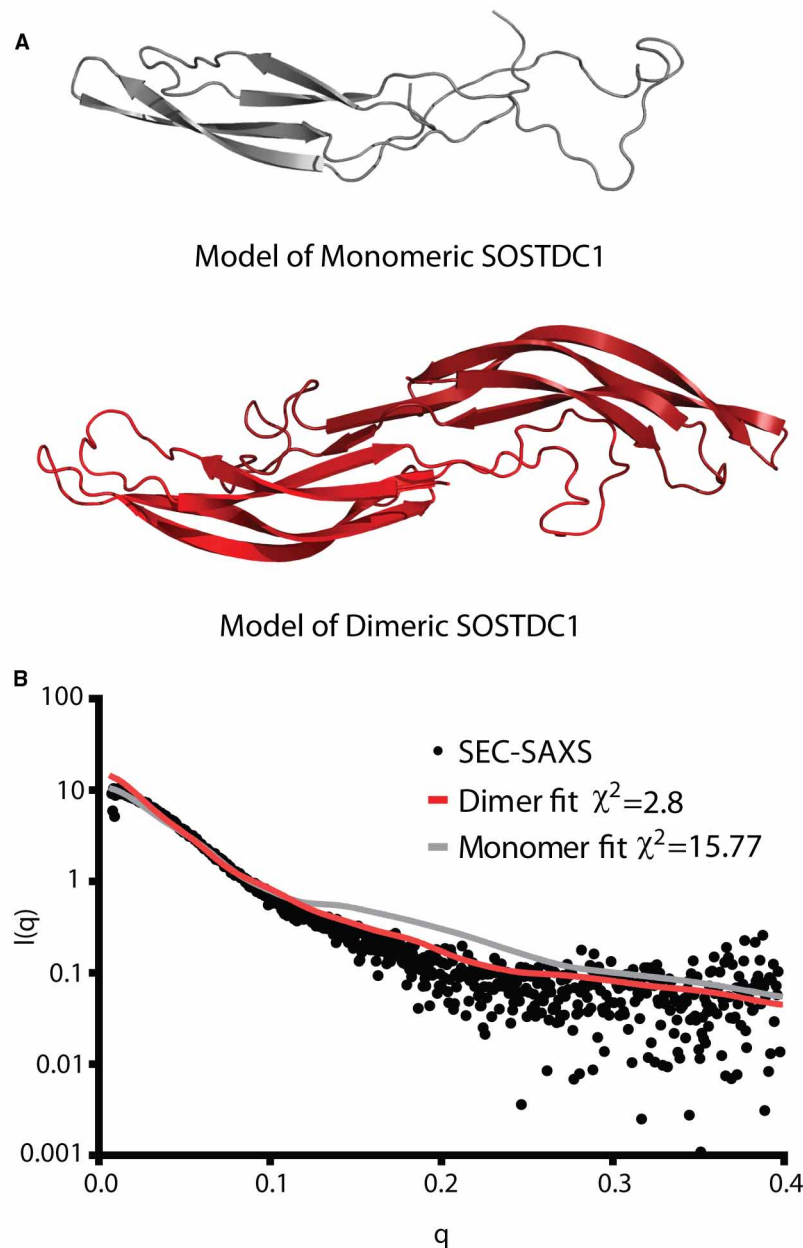 A
Model of Monomeric SOSTDC1
Model of Dimeric SOSTDC1
B
100
10
1
0.1
0.01
0.001
I(q)
SEC-SAXS
Dimer fit χ²=2.8
Monomer fit χ²=15.77
0.0 0.1 0.2 0.3 0.4
q